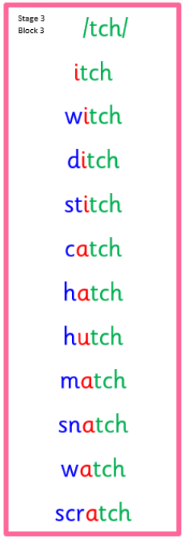 Stage 3
Block 3
/tch/
itch
witch
ditch
stitch
catch
hatch
hutch
match
snatch
watch
scratch